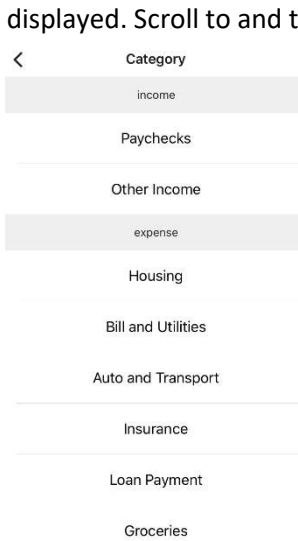 displayed. Scroll to and t
Category
income
Paychecks
Other Income
expense
Housing
Bill and Utilities
Auto and Transport
Insurance
Loan Payment
Groceries